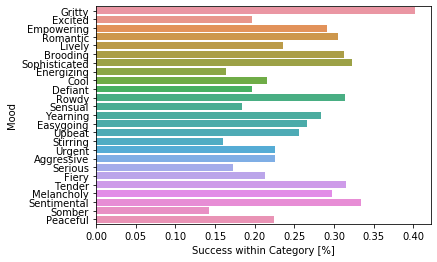 Gritty
Excited
Empowering
Romantic
Lively
Brooding
Sophisticated
Energizing
Cool
Defiant
Rowdy
Sensual
Yearning
Easygoing
Upbeat
Stirring
Urgent
Aggressive
Serious
Fiery
Tender
Melancholy
Sentimental
Somber
Peaceful
Mood
0.00 0.05 0.10 0.15 0.20 0.25 0.30 0.35 0.40
Success within Category [%]